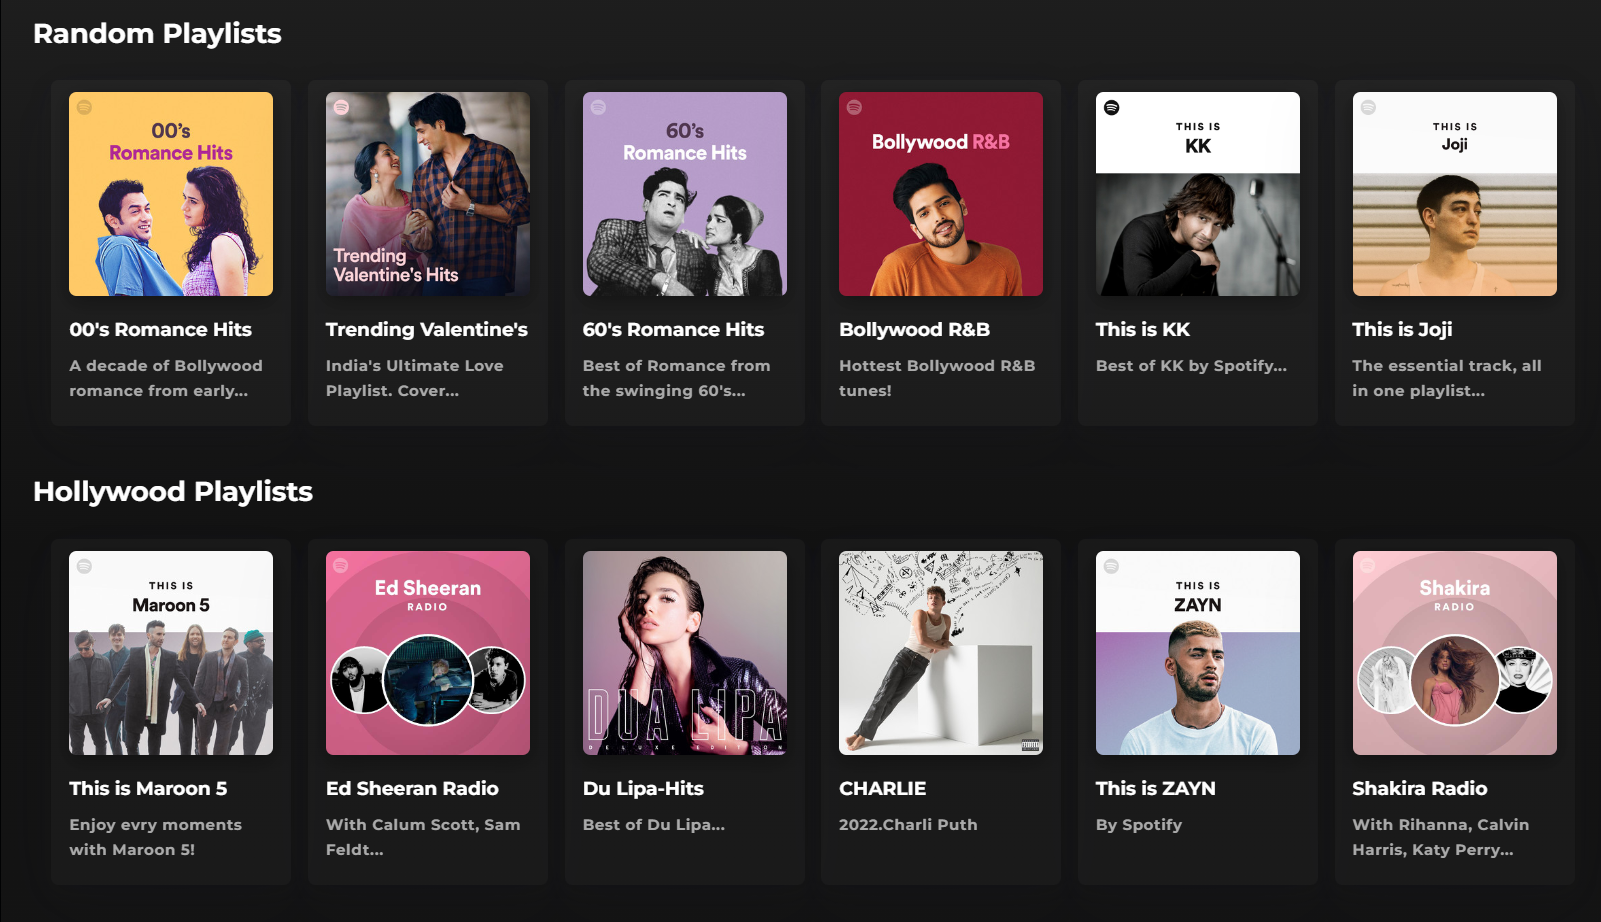 Random Playlists
00's
Romance Hits
00's Romance Hits
A decade of Bollywood
romance from early...
Trending
Valentine's Hits
Trending Valentine's
India's Ultimate Love
Playlist. Cover...
60's
Romance Hits
60's Romance Hits
Best of Romance from
the swinging 60's...
Bollywood R&B
Bollywood R&B
Hottest Bollywood R&B
tunes!
THIS IS
KK
This is KK
Best of KK by Spotify...
THIS IS
Joji
This is Joji
The essential track, all
in one playlist...
Hollywood Playlists
THIS IS
Maroon 5
This is Maroon 5
Enjoy evry moments
with Maroon 5!
Ed Sheeran
RADIO
Ed Sheeran Radio
With Calum Scott, Sam
Feldt...
DUA LIPA
DELUXE EDITION
Du Lipa-Hits
Best of Du Lipa...
CHARLIE
2022.Charli Puth
THIS IS
ZAYN
This is ZAYN
By Spotify
Shakira
RADIO
Shakira Radio
With Rihanna, Calvin
Harris, Katy Perry...